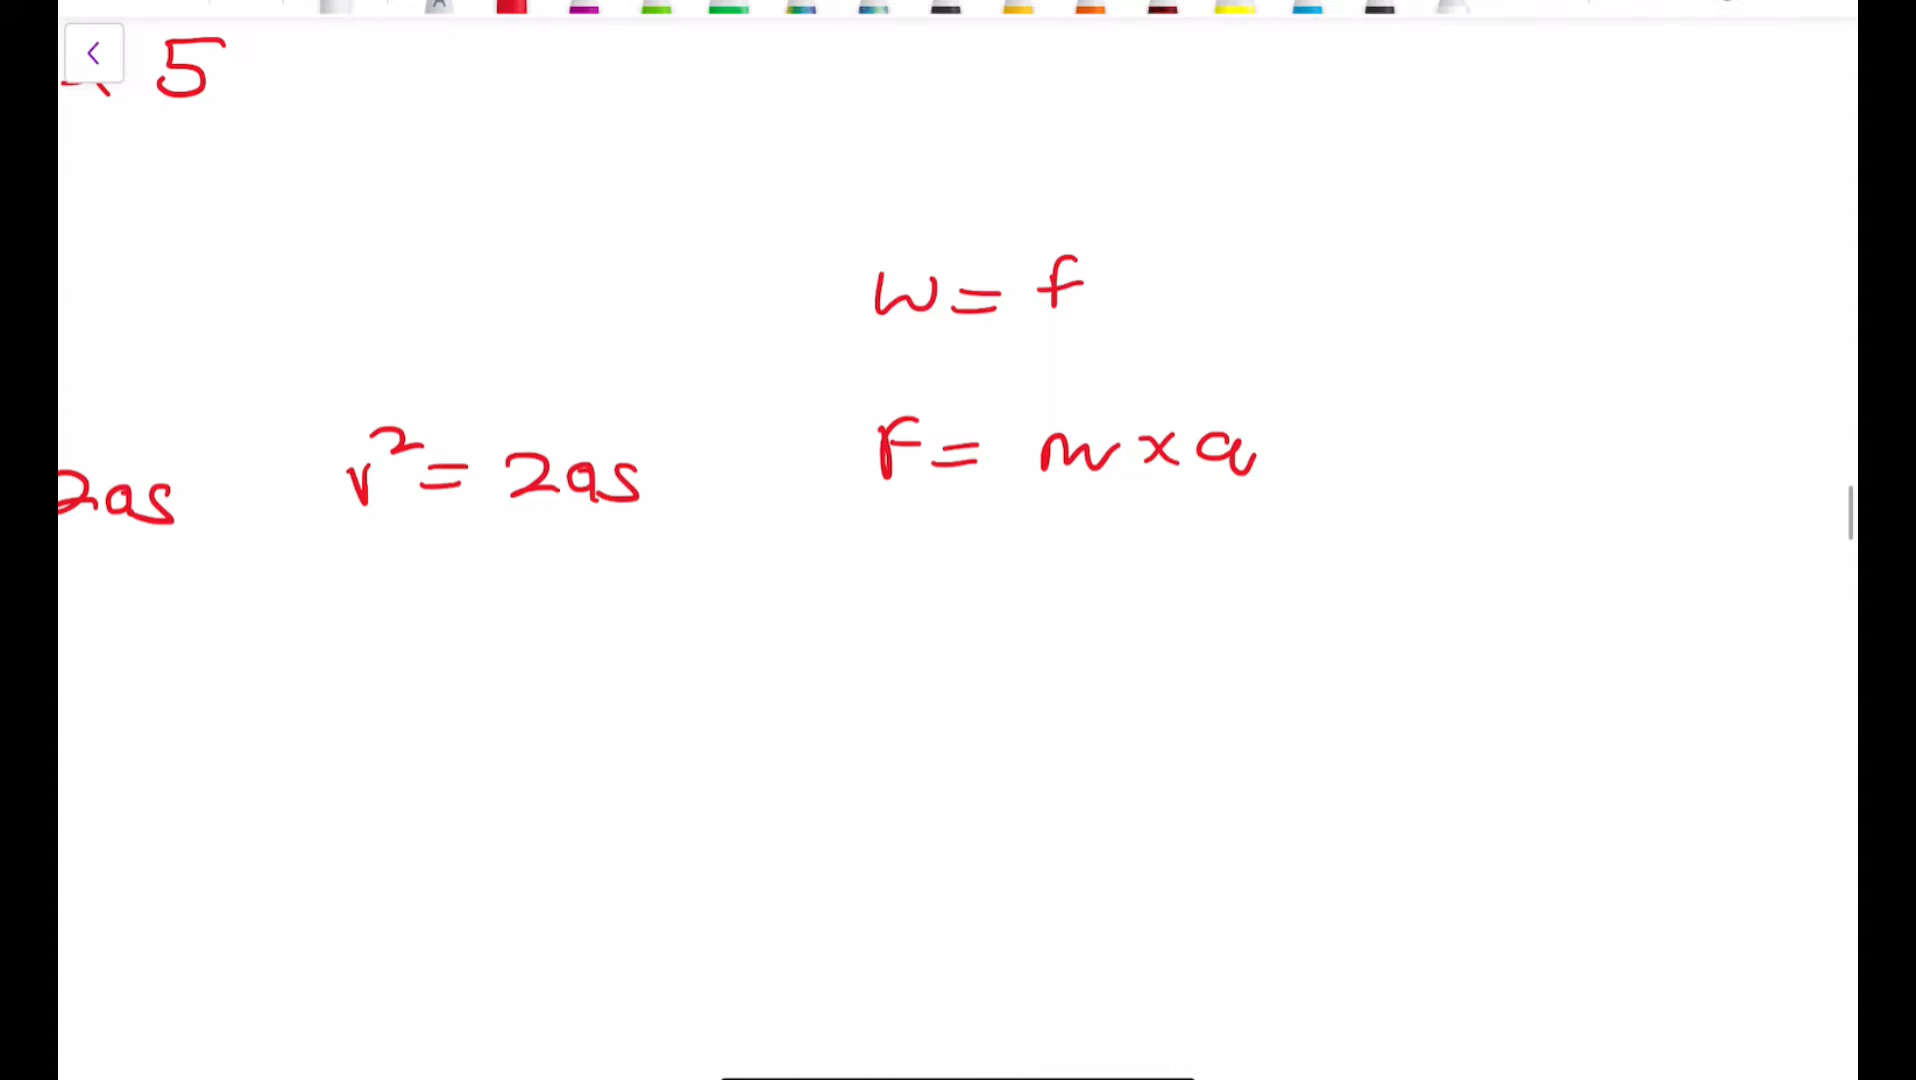 5
W = f
F = m x a
2as v² = 2as